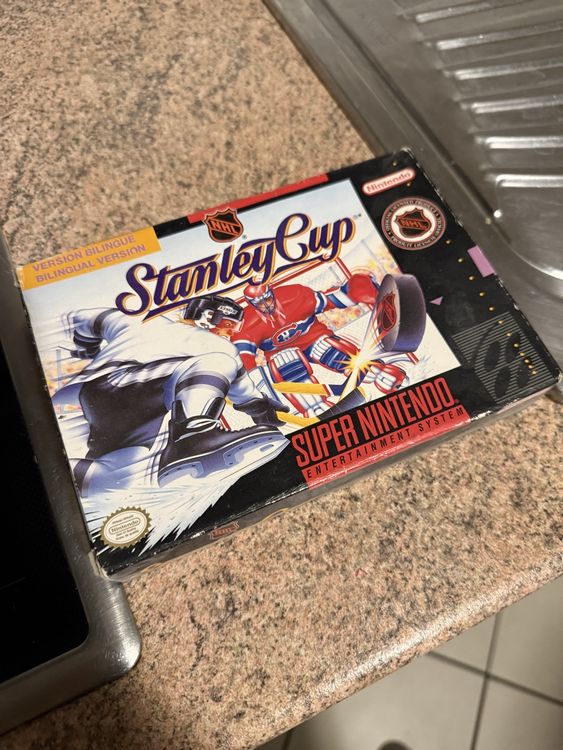 VERSION BILINGUE
BILINGUAL VERSION
NHL
Stanley Cup
Nintendo
SUPER NINTENDO
ENTERTAINMENT SYSTEM
Nintendo